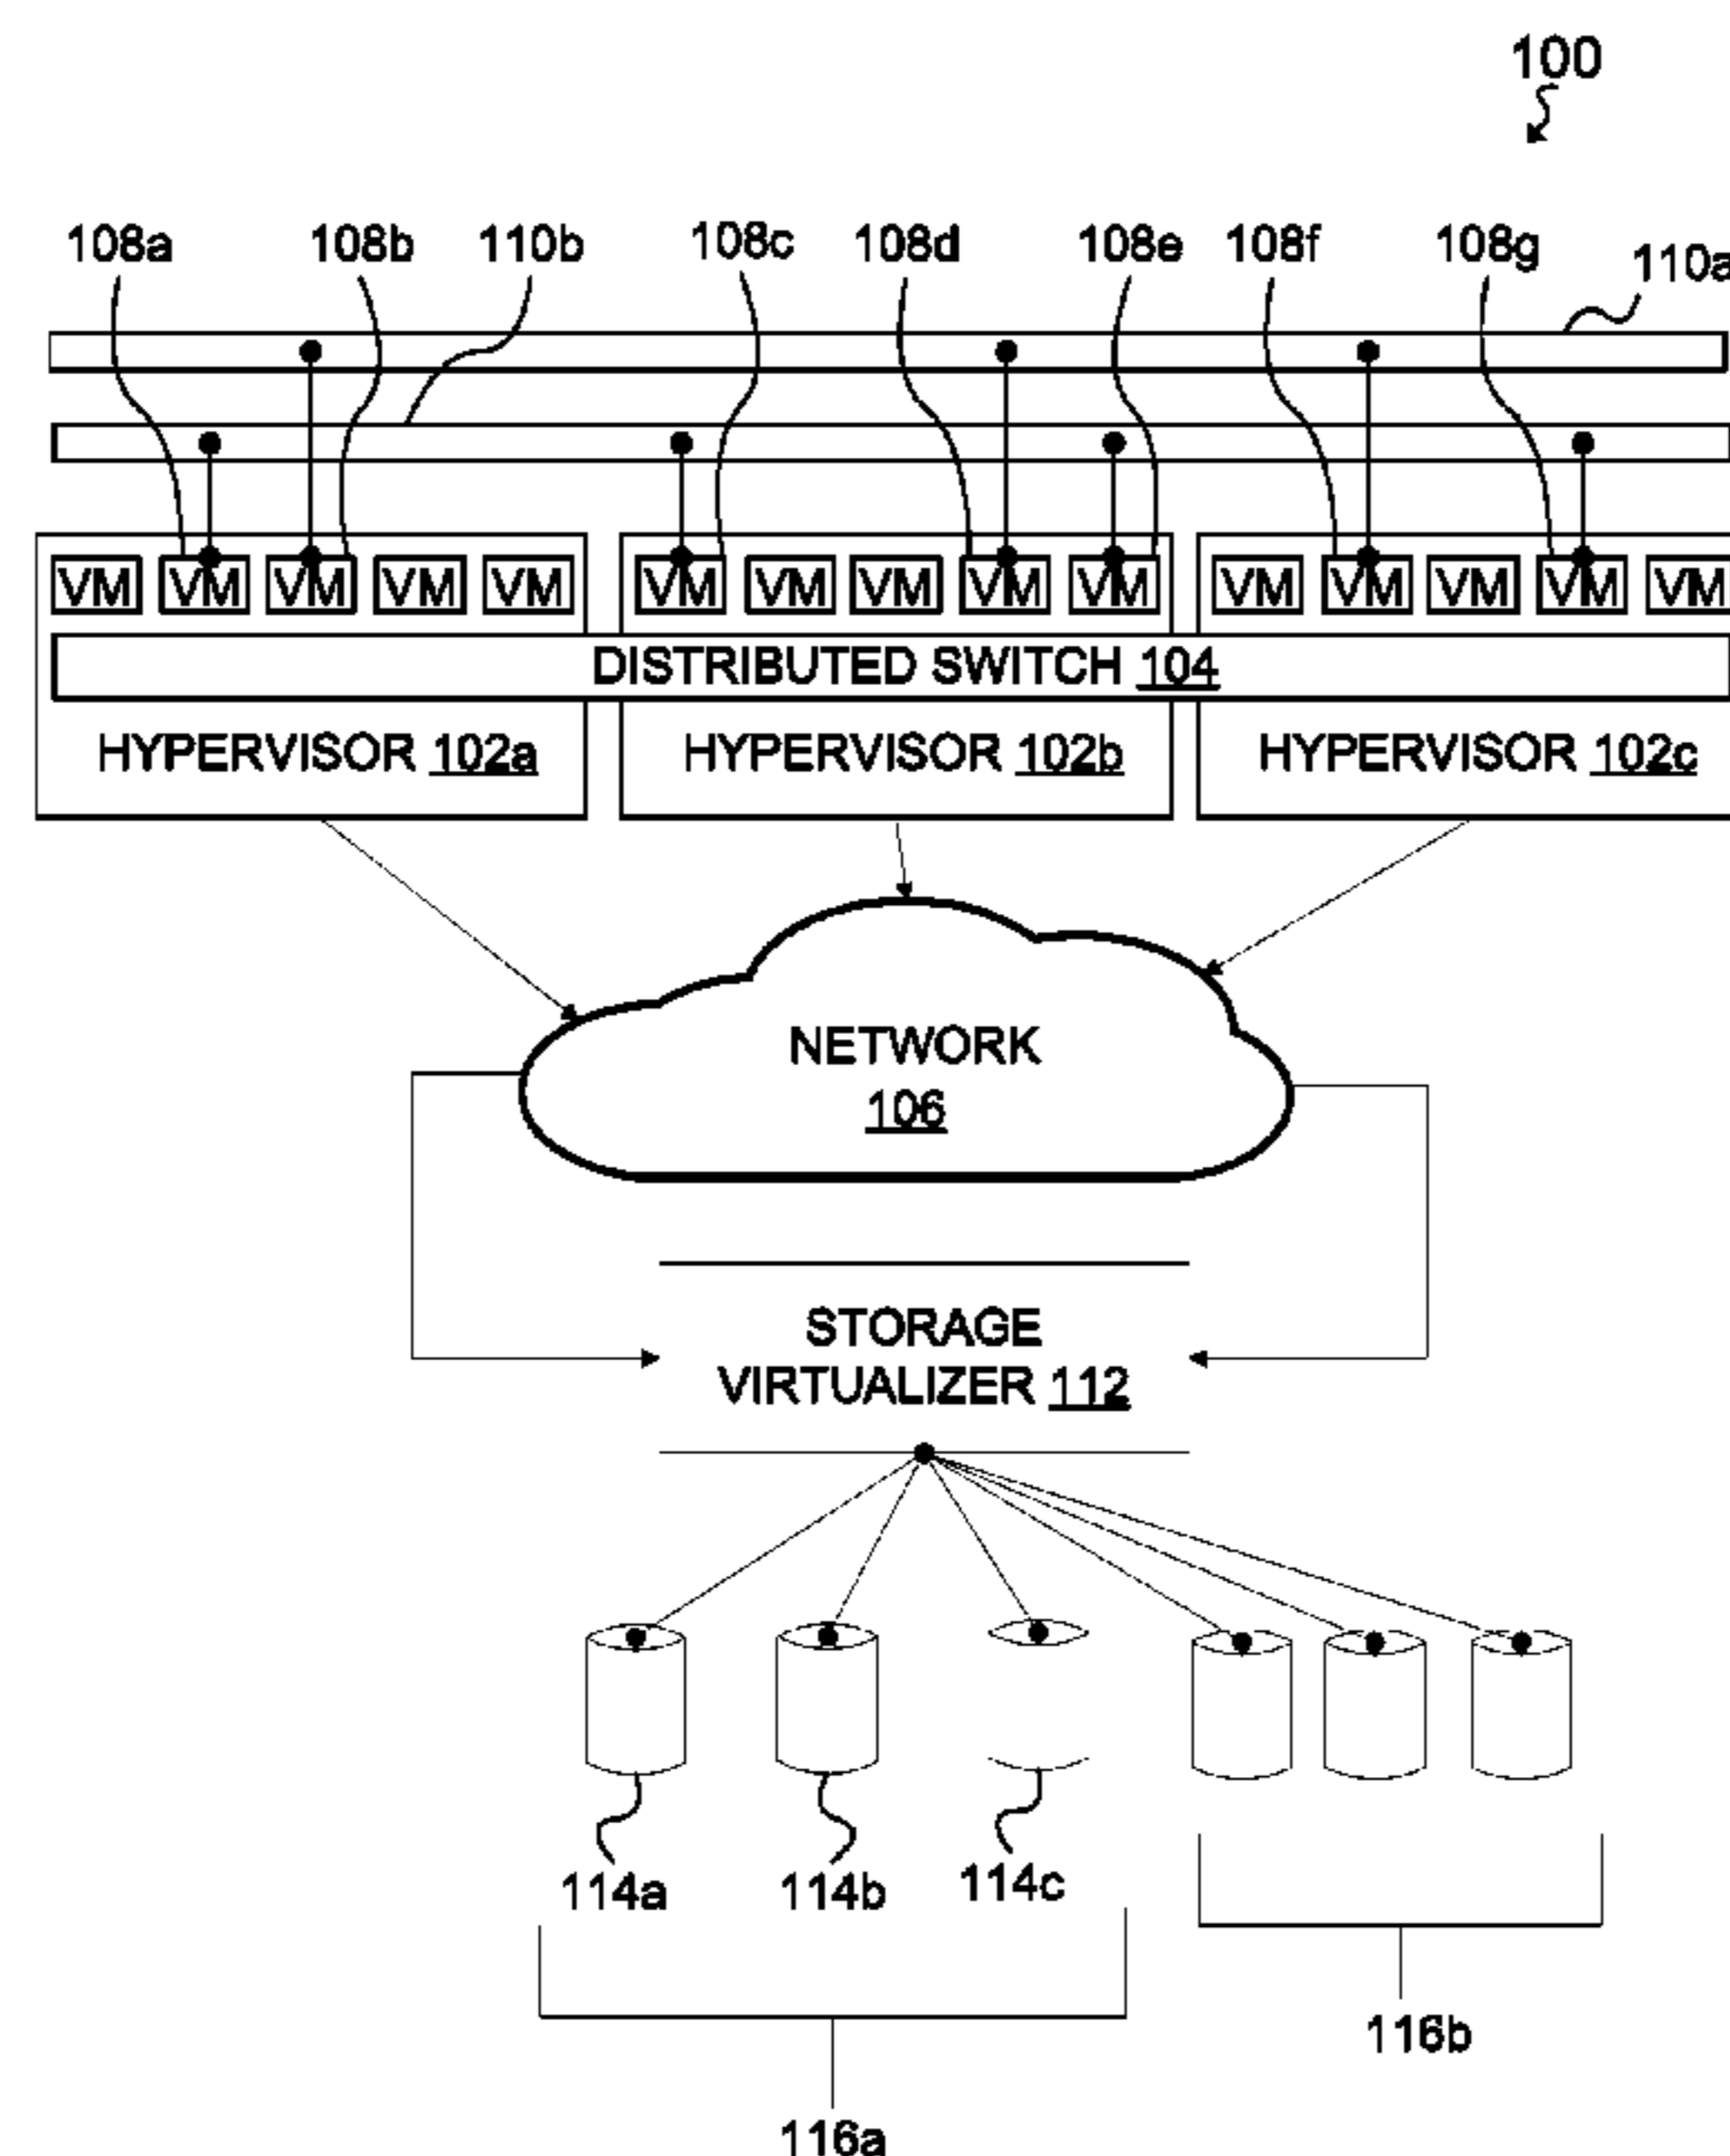 100
108a 108b 110b 108c 108d 108e 108f 108g 110a
VM VM VM VM VM VM VM VM VM VM VM VM VM VM VM
DISTRIBUTED SWITCH 104
HYPERVISOR 102a HYPERVISOR 102b HYPERVISOR 102c
NETWORK
106
STORAGE
VIRTUALIZER 112
114a 114b 114c
116b
116a